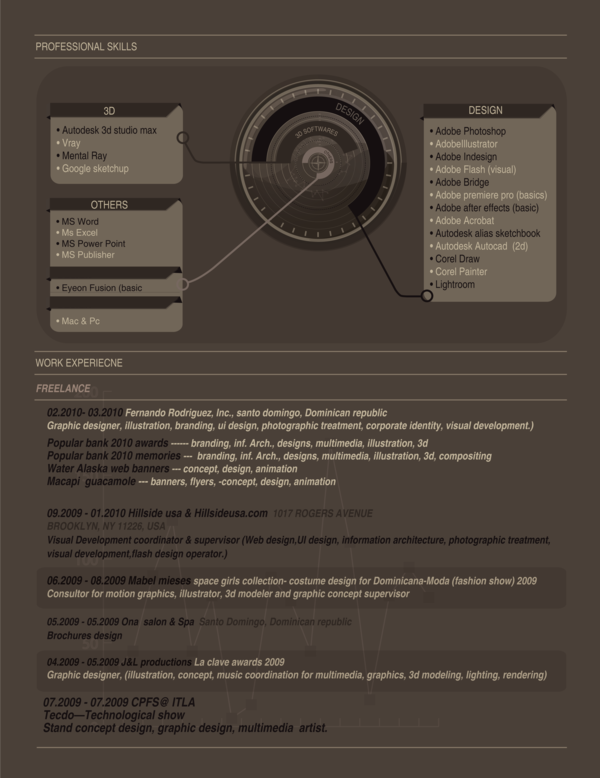 PROFESSIONAL SKILLS
3D
• Autodesk 3d studio max
• Vray
• Mental Ray
• Google sketchup
OTHERS
• MS Word
• Ms Excel
• MS Power Point
• MS Publisher
• Eyeon Fusion (basic
• Mac & Pc
DESIGN
3D SOFTWARES
DESIGN
• Adobe Photoshop
• AdobeIllustrator
• Adobe Indesign
• Adobe Flash (visual)
• Adobe Bridge
• Adobe premiere pro (basics)
• Adobe after effects (basic)
• Adobe Acrobat
• Autodesk alias sketchbook
• Autodesk Autocad (2d)
• Corel Draw
• Corel Painter
• Lightroom
WORK EXPERIECNE
FREELANCE
02.2010- 03.2010 Fernando Rodriguez, Inc., santo domingo, Dominican republic
Graphic designer, illustration, branding, ui design, photographic treatment, corporate identity, visual development.)
Popular bank 2010 awards ------ branding, inf. Arch., designs, multimedia, illustration, 3d
Popular bank 2010 memories --- branding, inf. Arch., designs, multimedia, illustration, 3d, compositing
Water Alaska web banners --- concept, design, animation
Macapi guacamole --- banners, flyers, -concept, design, animation
09.2009 - 01.2010 Hillside usa & Hillsideusa.com 1017 ROGERS AVENUE
BROOKLYN, NY 11226, USA
Visual Development coordinator & supervisor (Web design,UI design, information architecture, photographic treatment,
visual development,flash design operator.)
06.2009 - 08.2009 Mabel mieses space girls collection- costume design for Dominicana-Moda (fashion show) 2009
Consultor for motion graphics, illustrator, 3d modeler and graphic concept supervisor
05.2009 - 05.2009 Ona salon & Spa Santo Domingo, Dominican republic
Brochures design
04.2009 - 05.2009 J&L productions La clave awards 2009
Graphic designer, (illustration, concept, music coordination for multimedia, graphics, 3d modeling, lighting, rendering)
07.2009 - 07.2009 CPFS@ ITLA
Tecdo—Technological show
Stand concept design, graphic design, multimedia artist.